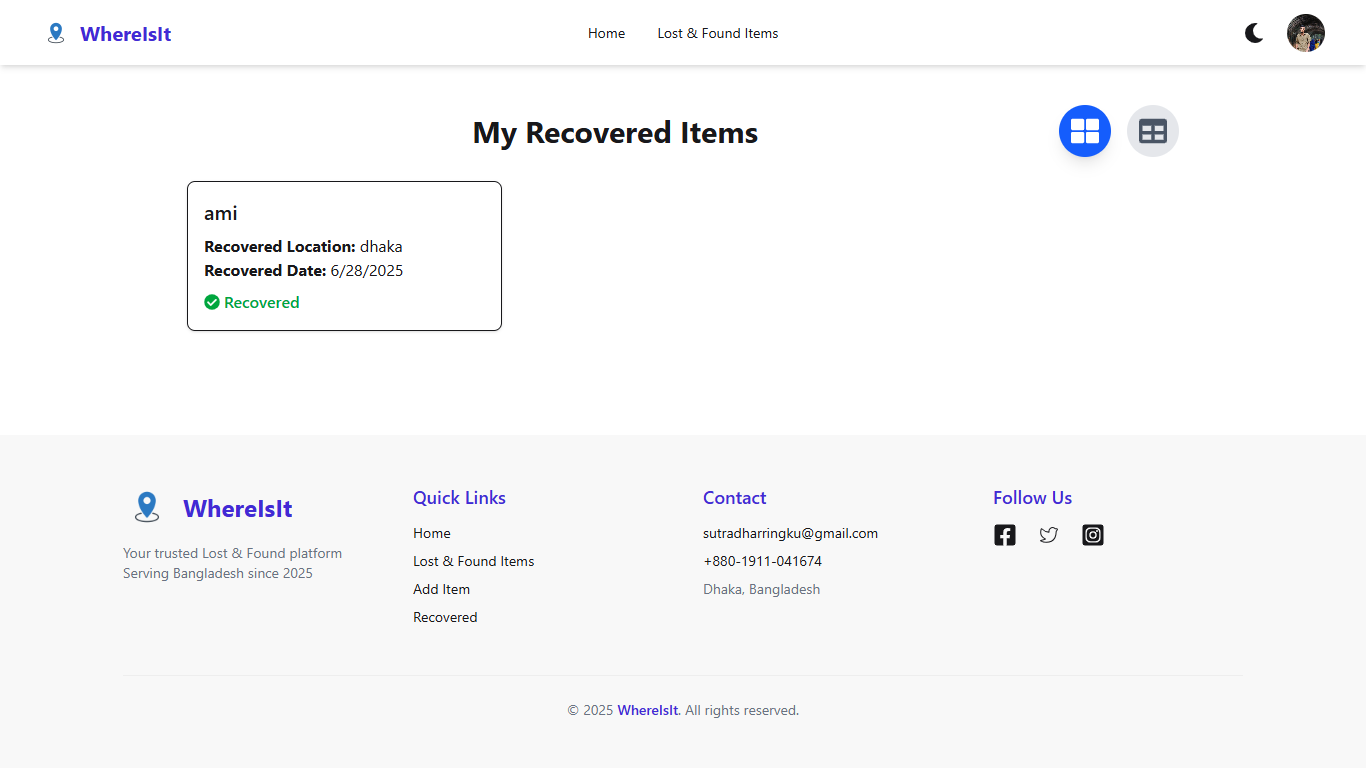 WhereIsIt
Home
Lost & Found Items
My Recovered Items
ami
Recovered Location: dhaka
Recovered Date: 6/28/2025
Recovered
WhereIsIt
Your trusted Lost & Found platform
Serving Bangladesh since 2025
Quick Links
Home
Lost & Found Items
Add Item
Recovered
Contact
sutradharringku@gmail.com
+880-1911-041674
Dhaka, Bangladesh
Follow Us
© 2025 WhereIsIt. All rights reserved.